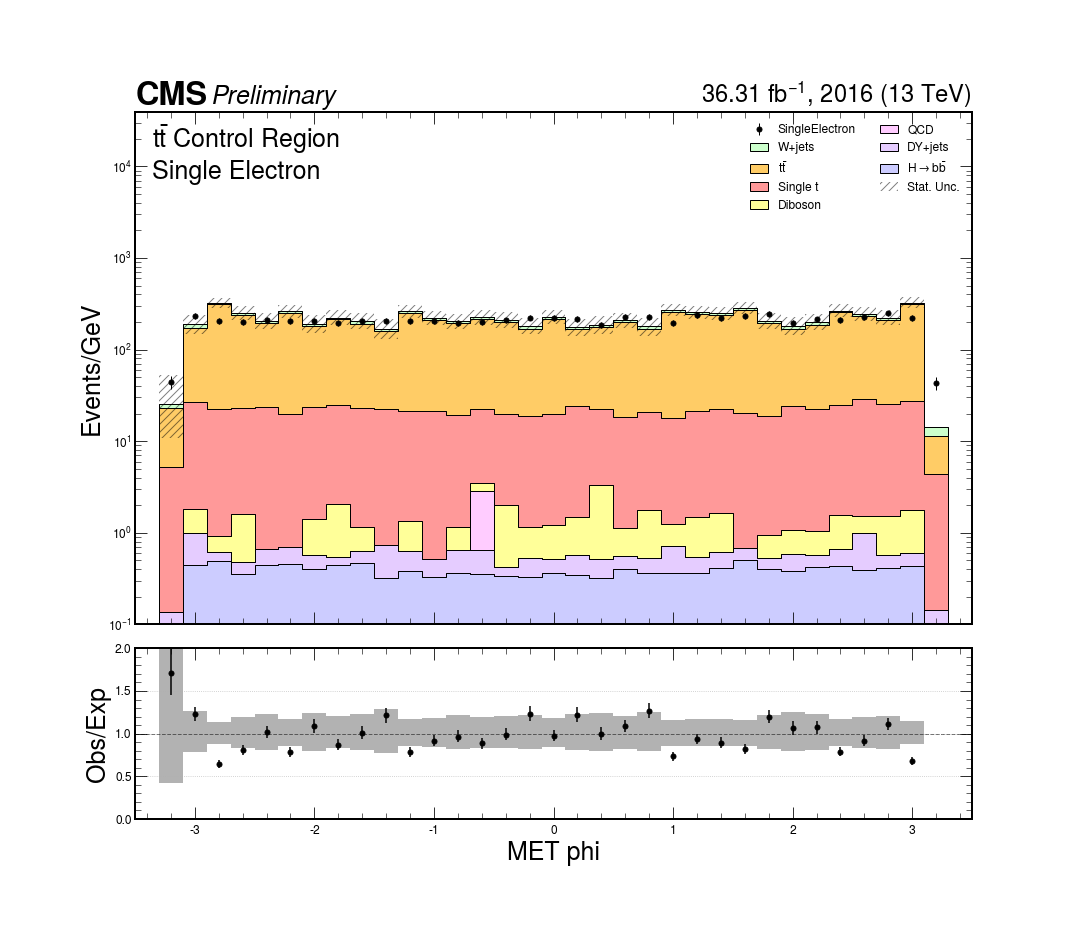 CMS Preliminary 36.31 fb⁻¹, 2016 (13 TeV)
tt̄ Control Region
Single Electron
SingleElectron
W+jets
tt̄
Single t
Diboson
QCD
DY+jets
H→bb̄
Stat. Unc.
Events/GeV
10⁴
10³
10²
10¹
10⁰
10⁻¹
Obs/Exp
2.0
1.5
1.0
0.5
0.0
-3 -2 -1 0 1 2 3
MET phi